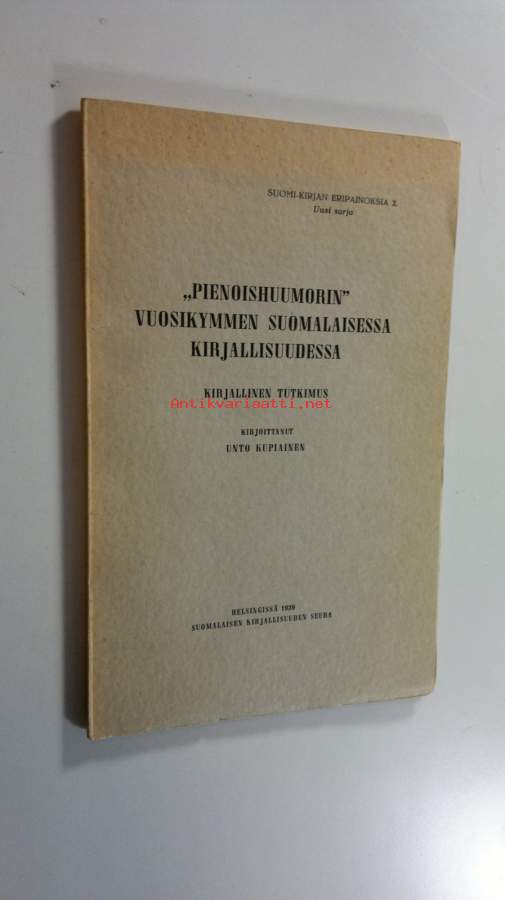 SUOMI-KIRJAN ERIPAINOKSIA 2.
Uusi sarja
„PIENOISHUUMORIN”
VUOSIKYMMEN SUOMALAISESSA
KIRJALLISUUDESSA
KIRJALLINEN TUTKIMUS
Antikvariaatti.net
KIRJOITTANUT
UNTO KUPIAINEN
HELSINGISSÄ 1939
SUOMALAISEN KIRJALLISUUDEN SEURA